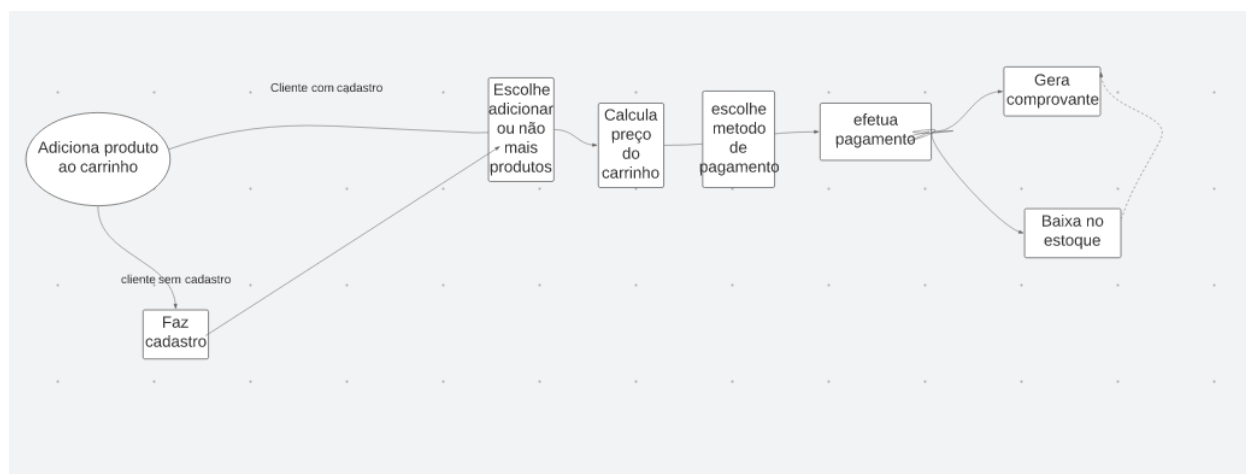 Adiciona produto
ao carrinho
Cliente com cadastro
cliente sem cadastro
Faz
cadastro
Escolhe
adicionar
ou não
mais
produtos
Calcula
preço
do
carrinho
escolhe
metodo
de
pagamento
efetua
pagamento
Gera
comprovante
Baixa no
estoque